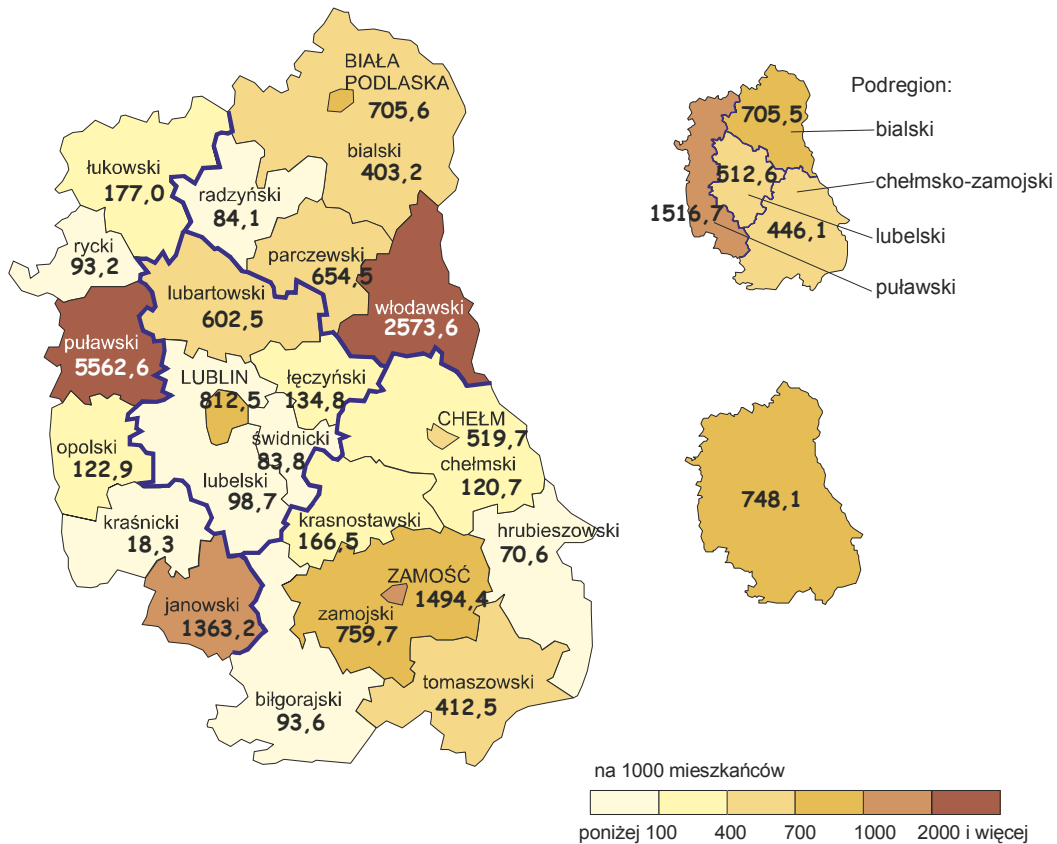 BIAŁA
PODLASKA
705,6
bialski
403,2
łukowski
177,0
radzyński
84,1
rycki
93,2
parczewski
654,5
lubartowski
602,5
włodawski
2573,6
puławski
5562,6
LUBLIN
812,5
łęczyński
134,8
świdnicki
83,8
CHEŁM
519,7
chełmski
120,7
opolski
122,9
lubelski
98,7
kraśnicki
18,3
krasnostawski
166,5
hrubieszowski
70,6
janowski
1363,2
ZAMOŚĆ
1494,4
zamojski
759,7
tomaszowski
412,5
biłgorajski
93,6
Podregion:
705,5
bialski
512,6
chełmsko-zamojski
1516,7
446,1
lubelski
puławski
748,1
na 1000 mieszkańców
poniżej 100 400 700 1000 2000 i więcej